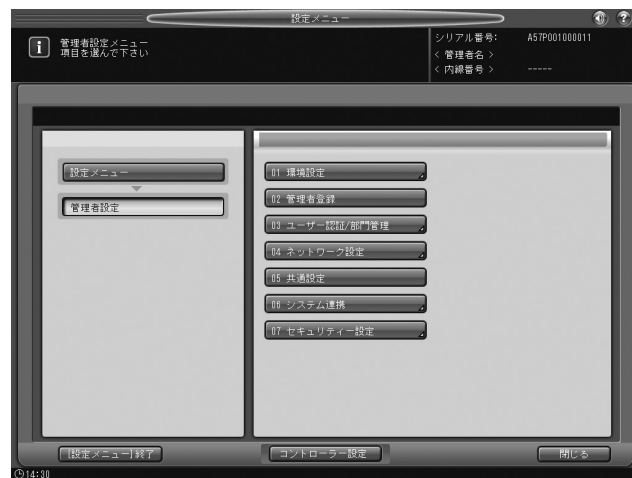 設定メニュー
管理者設定メニュー
項目を選んで下さい
シリアル番号: A57P001000011
< 管理者名 >
< 内線番号 > -----
設定メニュー
管理者設定
01 環境設定
02 管理者登録
03 ユーザー認証/部門管理
04 ネットワーク設定
05 共通設定
06 システム連携
07 セキュリティー設定
[設定メニュー]終了
コントローラー設定
閉じる
14:30